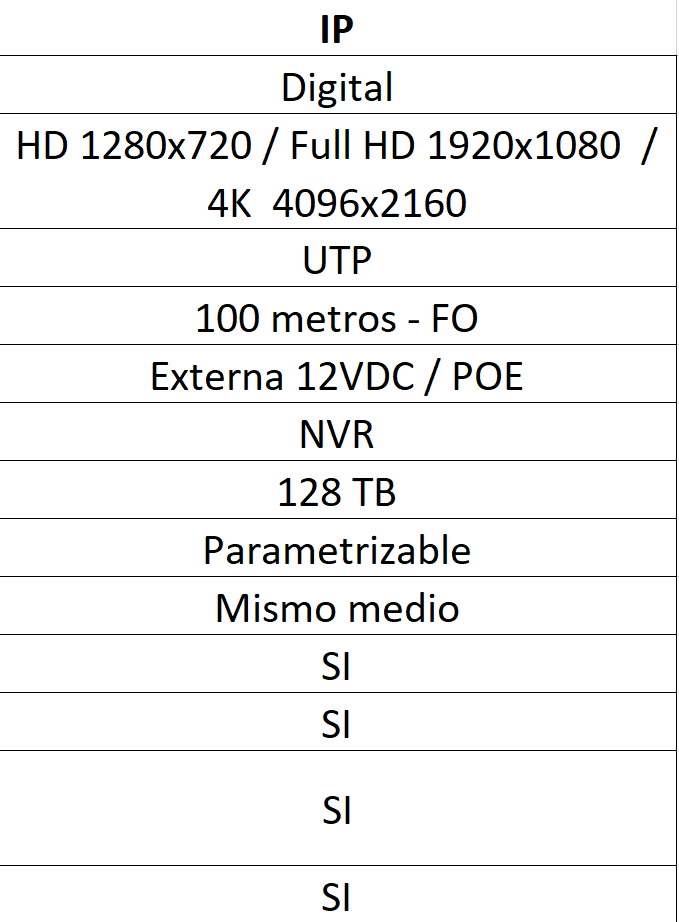 IP
Digital
HD 1280x720 / Full HD 1920x1080 /
4K 4096x2160
UTP
100 metros - FO
Externa 12VDC / POE
NVR
128 TB
Parametrizable
Mismo medio
SI
SI
SI
SI